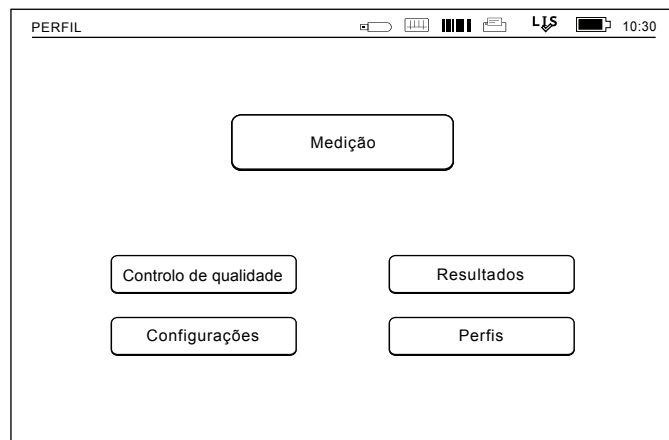 PERFIL LIS 10:30
Medição
Controlo de qualidade Resultados
Configurações Perfis